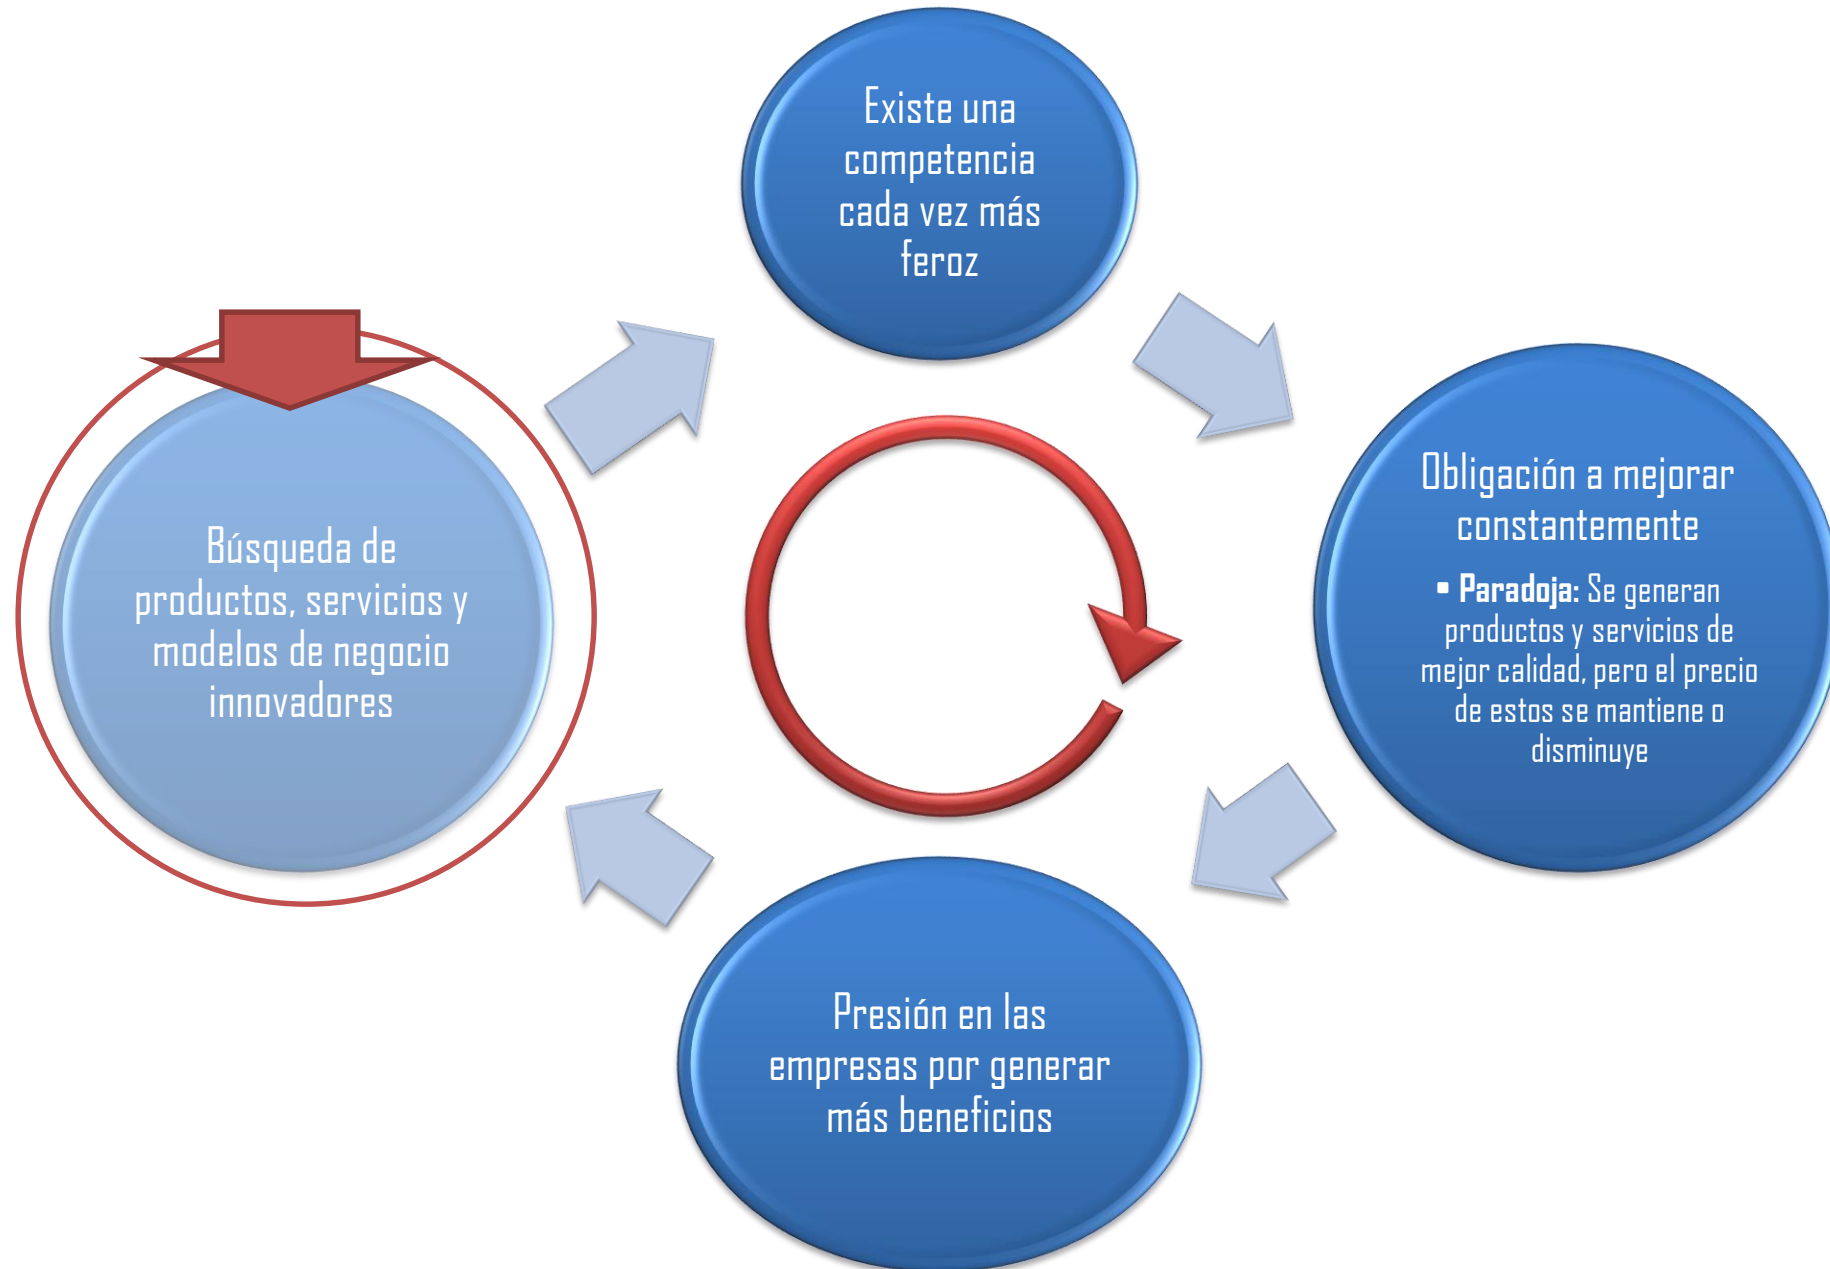 Existe una
competencia
cada vez más
feroz
Obligación a mejorar
constantemente
▪ Paradoja: Se generan
productos y servicios de
mejor calidad, pero el precio
de estos se mantiene o
disminuye
Presión en las
empresas por generar
más beneficios
Búsqueda de
productos, servicios y
modelos de negocio
innovadores